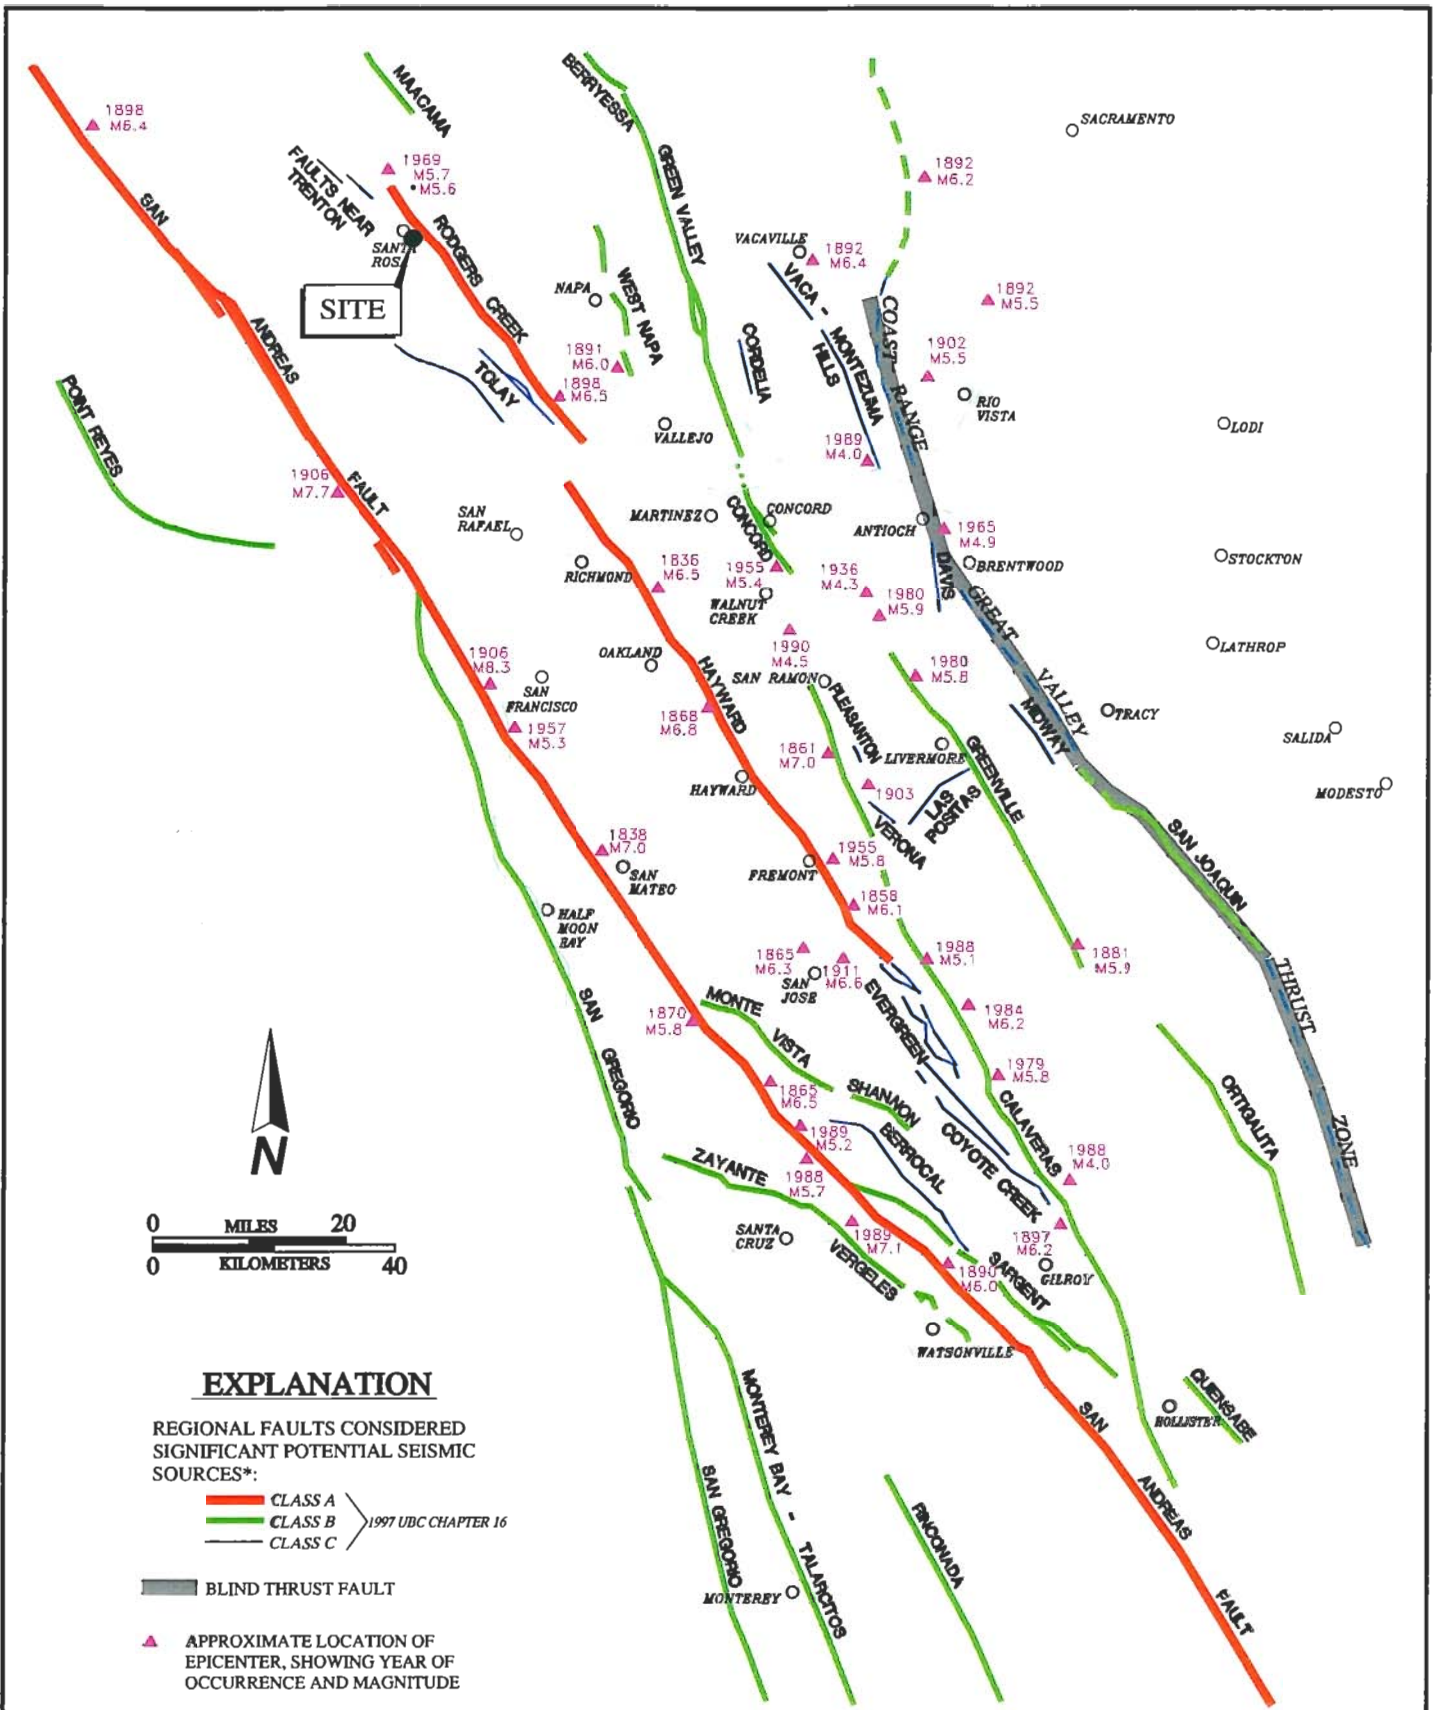 MAACAMA
BERRYESSA
SACRAMENTO
1898
M6.4
1969
M5.7
M5.6
FAULTS NEAR
TRENTON
GREEN VALLEY
1892
M6.2
SAN
SANTA
ROSA
RODGERS CREEK
VACAVILLE
1892
M6.4
VACA - MONTEZUMA
HILLS
NAPA
WEST NAPA
1892
M5.5
SITE
ANDREAS
CORDELIA
COAST RANGE
1902
M5.5
1891
M6.0
TOLAY
1898
M6.5
RIO
VISTA
POINT REYES
VALLEJO
LODI
1989
M4.0
1906
M7.7
FAULT
SAN
RAFAEL
MARTINEZ
CONCORD
CONCORD
ANTIOCH
1965
M4.9
BRENTWOOD
STOCKTON
RICHMOND
1836
M6.5
1955
M5.4
WALNUT
CREEK
1936
M4.3
1980
M5.9
DAVIS
GREAT
VALLEY
LATHROP
1990
M4.5
OAKLAND
SAN RAMON
1906
M8.3
SAN
FRANCISCO
HAYWARD
PLEASANTON
1980
M5.8
MIDWAY
TRACY
1957
M5.3
1868
M6.8
1861
M7.0
LIVERMORE
GREENVILLE
SALIDA
MODESTO
HAYWARD
1903
LAS
POSITAS
VERONA
1838
M7.0
SAN
MATEO
FREMONT
1955
M5.8
SAN JOAQUIN
HALF
MOON
BAY
1858
M6.1
1865
M6.3
SAN
JOSE
1911
M6.6
1988
M5.1
1881
M5.9
SAN GREGORIO
1870
M5.8
MONTE
VISTA
SHANNON
EVERGREEN
1984
M6.2
THRUST
ZONE
1979
M5.8
CALAVERAS
ORTIGALITA
1865
M6.5
1989
M5.2
1988
M5.7
BERROCAL
COYOTE CREEK
1988
M4.0
N
ZAYANTE
VERGELES
SANTA
CRUZ
1989
M7.1
1897
M6.2
GILROY
1890
M6.0
SARGENT
WATSONVILLE
0 MILES 20
0 KILOMETERS 40
MONTEREY BAY - TALARCITOS
SAN
ANDREAS
FAULT
HOLLISTER
QUIENSABE
SAN GREGORIO
MONTEREY
RINCONADA
EXPLANATION
REGIONAL FAULTS CONSIDERED
SIGNIFICANT POTENTIAL SEISMIC
SOURCES*:
CLASS A
CLASS B
CLASS C
1997 UBC CHAPTER 16
BLIND THRUST FAULT
APPROXIMATE LOCATION OF
EPICENTER, SHOWING YEAR OF
OCCURRENCE AND MAGNITUDE